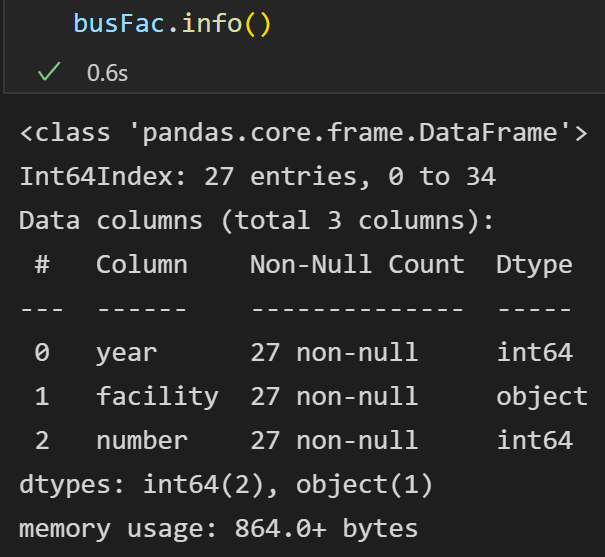 busFac.info()
0.6s
<class 'pandas.core.frame.DataFrame'>
Int64Index: 27 entries, 0 to 34
Data columns (total 3 columns):
 #   Column    Non-Null Count  Dtype
---  ------    --------------  -----
 0   year      27 non-null     int64
 1   facility  27 non-null     object
 2   number    27 non-null     int64
dtypes: int64(2), object(1)
memory usage: 864.0+ bytes